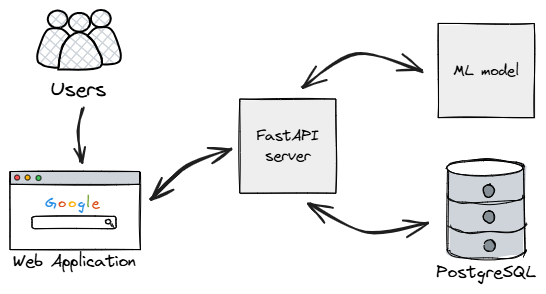 Users
Google
Web Application
FastAPI
server
ML model
PostgreSQL